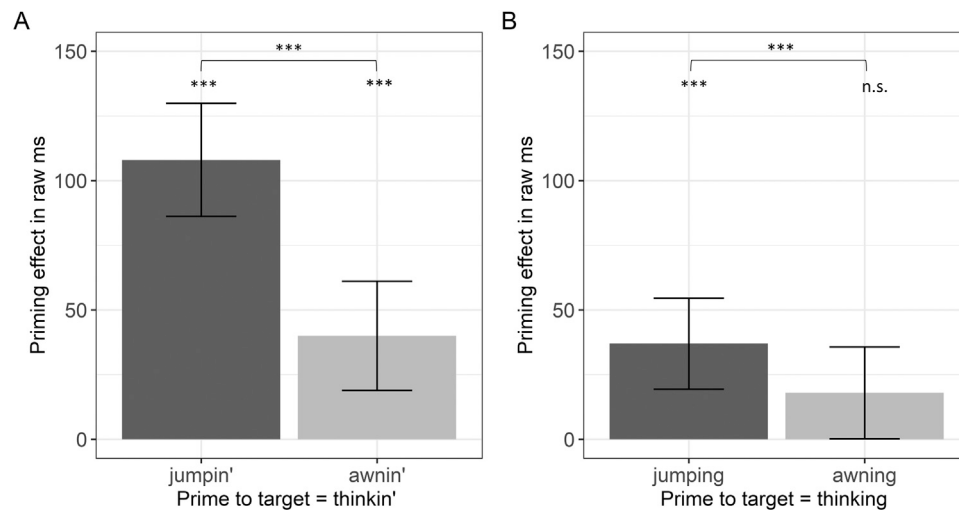 A
150
100
50
0
Priming effect in raw ms
***
***
***
jumpin'
awnin'
Prime to target = thinkin'
B
150
100
50
0
Priming effect in raw ms
***
***
n.s.
jumping
awning
Prime to target = thinking